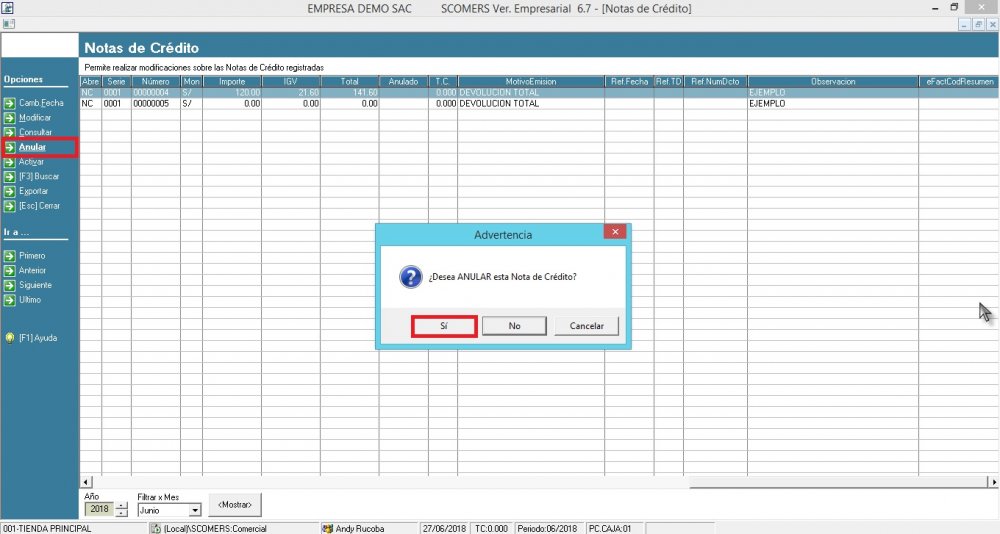 EMPRESA DEMO SAC SCOMERS Ver. Empresarial 6.7 - [Notas de Crédito]
Notas de Crédito
Permite realizar modificaciones sobre las Notas de Crédito registradas
Opciones
Camb.Fecha
Modificar
Consultar
Anular
Activar
[F3] Buscar
Exportar
[Esc] Cerrar
Ir a ...
Primero
Anterior
Siguiente
Ultimo
[F1] Ayuda
Abre Serie Número Mon Importe IGV Total Anulado T.C. MotivoEmision Ref.Fecha Ref.TD Ref.NumDcto Observacion eFactCodResumen
NC 0001 00000004 S/ 120.00 21.60 141.60 0.000 DEVOLUCION TOTAL EJEMPLO
NC 0001 00000005 S/ 0.00 0.00 0.00 0.000 DEVOLUCION TOTAL EJEMPLO
Advertencia
¿Desea ANULAR esta Nota de Crédito?
Sí No Cancelar
Año Filtrar x Mes
2018 Junio <Mostrar>
001-TIENDA PRINCIPAL (Local)\SCOMERS:Comercial Andy Rucoba 27/06/2018 TC:0.000 Periodo:06/2018 PC.CAJA:01